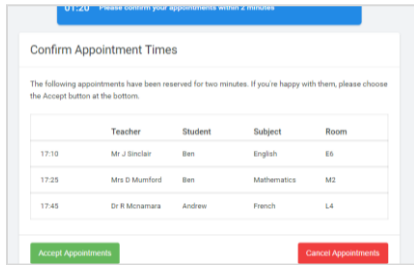 01:20 Please confirm your appointments within 2 minutes
Confirm Appointment Times
The following appointments have been reserved for two minutes. If you're happy with them, please choose
the Accept button at the bottom.
Teacher Student Subject Room
17:10 Mr J Sinclair Ben English E6
17:25 Mrs D Mumford Ben Mathematics M2
17:45 Dr R Mcnamara Andrew French L4
Accept Appointments Cancel Appointments